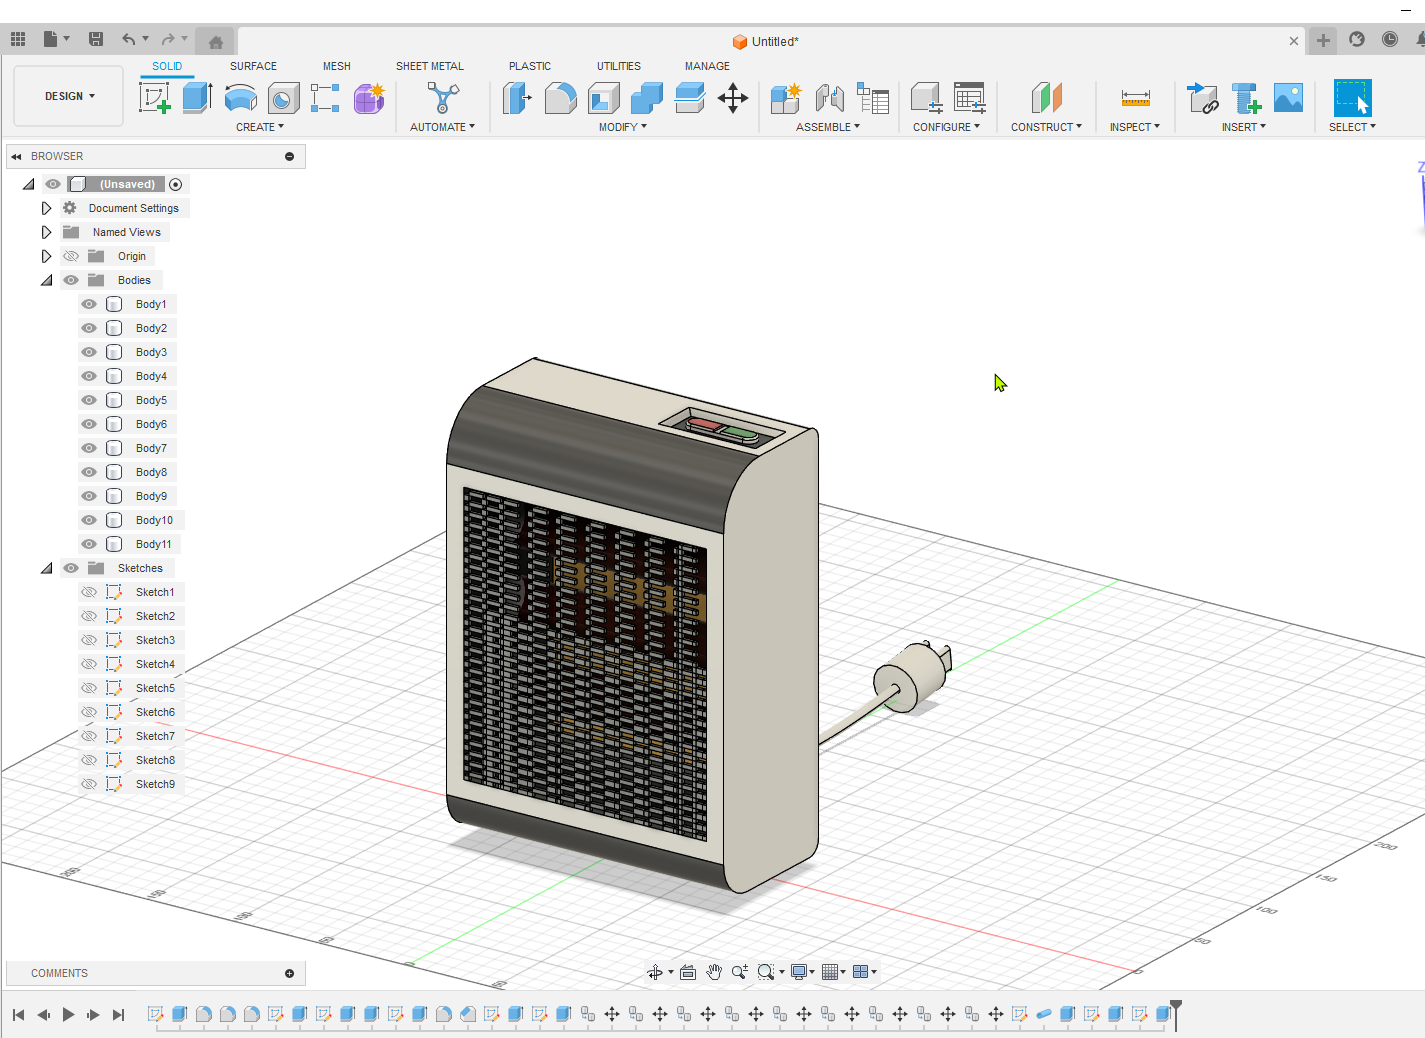 Untitled*
SOLID SURFACE MESH SHEET METAL PLASTIC UTILITIES MANAGE
DESIGN
CREATE AUTOMATE MODIFY ASSEMBLE CONFIGURE CONSTRUCT INSPECT INSERT SELECT
BROWSER
Z
(Unsaved)
Document Settings
Named Views
Origin
Bodies
Body1
Body2
Body3
Body4
Body5
Body6
Body7
Body8
Body9
Body10
Body11
Sketches
Sketch1
Sketch2
Sketch3
Sketch4
Sketch5
Sketch6
Sketch7
Sketch8
Sketch9
200
150
100
50
0
200
150
100
50
0
50
COMMENTS